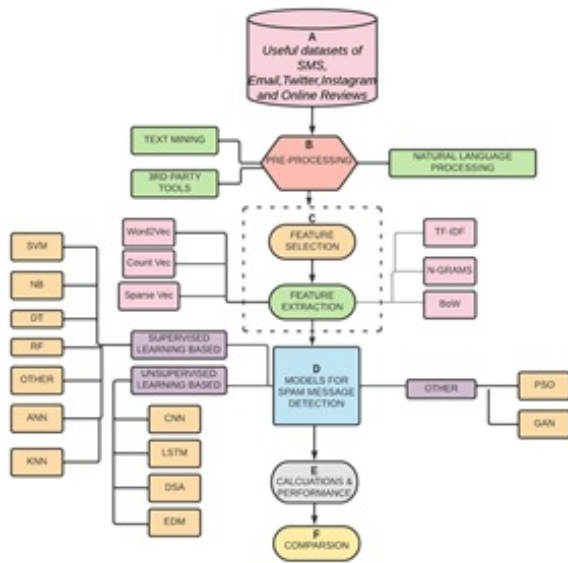 A
Useful datasets of
SMS,
Email,Twitter,Instagram
and Online Reviews
TEXT MINING
B
PRE-PROCESSING
NATURAL LANGUAGE
PROCESSING
3RD PARTY
TOOLS
C
FEATURE
SELECTION
Word2Vec
Count Vec
Sparse Vec
FEATURE
EXTRACTION
TF-IDF
N-GRAMS
BoW
SVM
NB
DT
RF
OTHER
ANN
KNN
SUPERVISED
LEARNING BASED
UNSUPERVISED
LEARNING BASED
CNN
LSTM
DSA
EDM
D
MODELS FOR
SPAM MESSAGE
DETECTION
OTHER
PSO
GAN
E
CALCUATIONS &
PERFORMANCE
F
COMPARSION